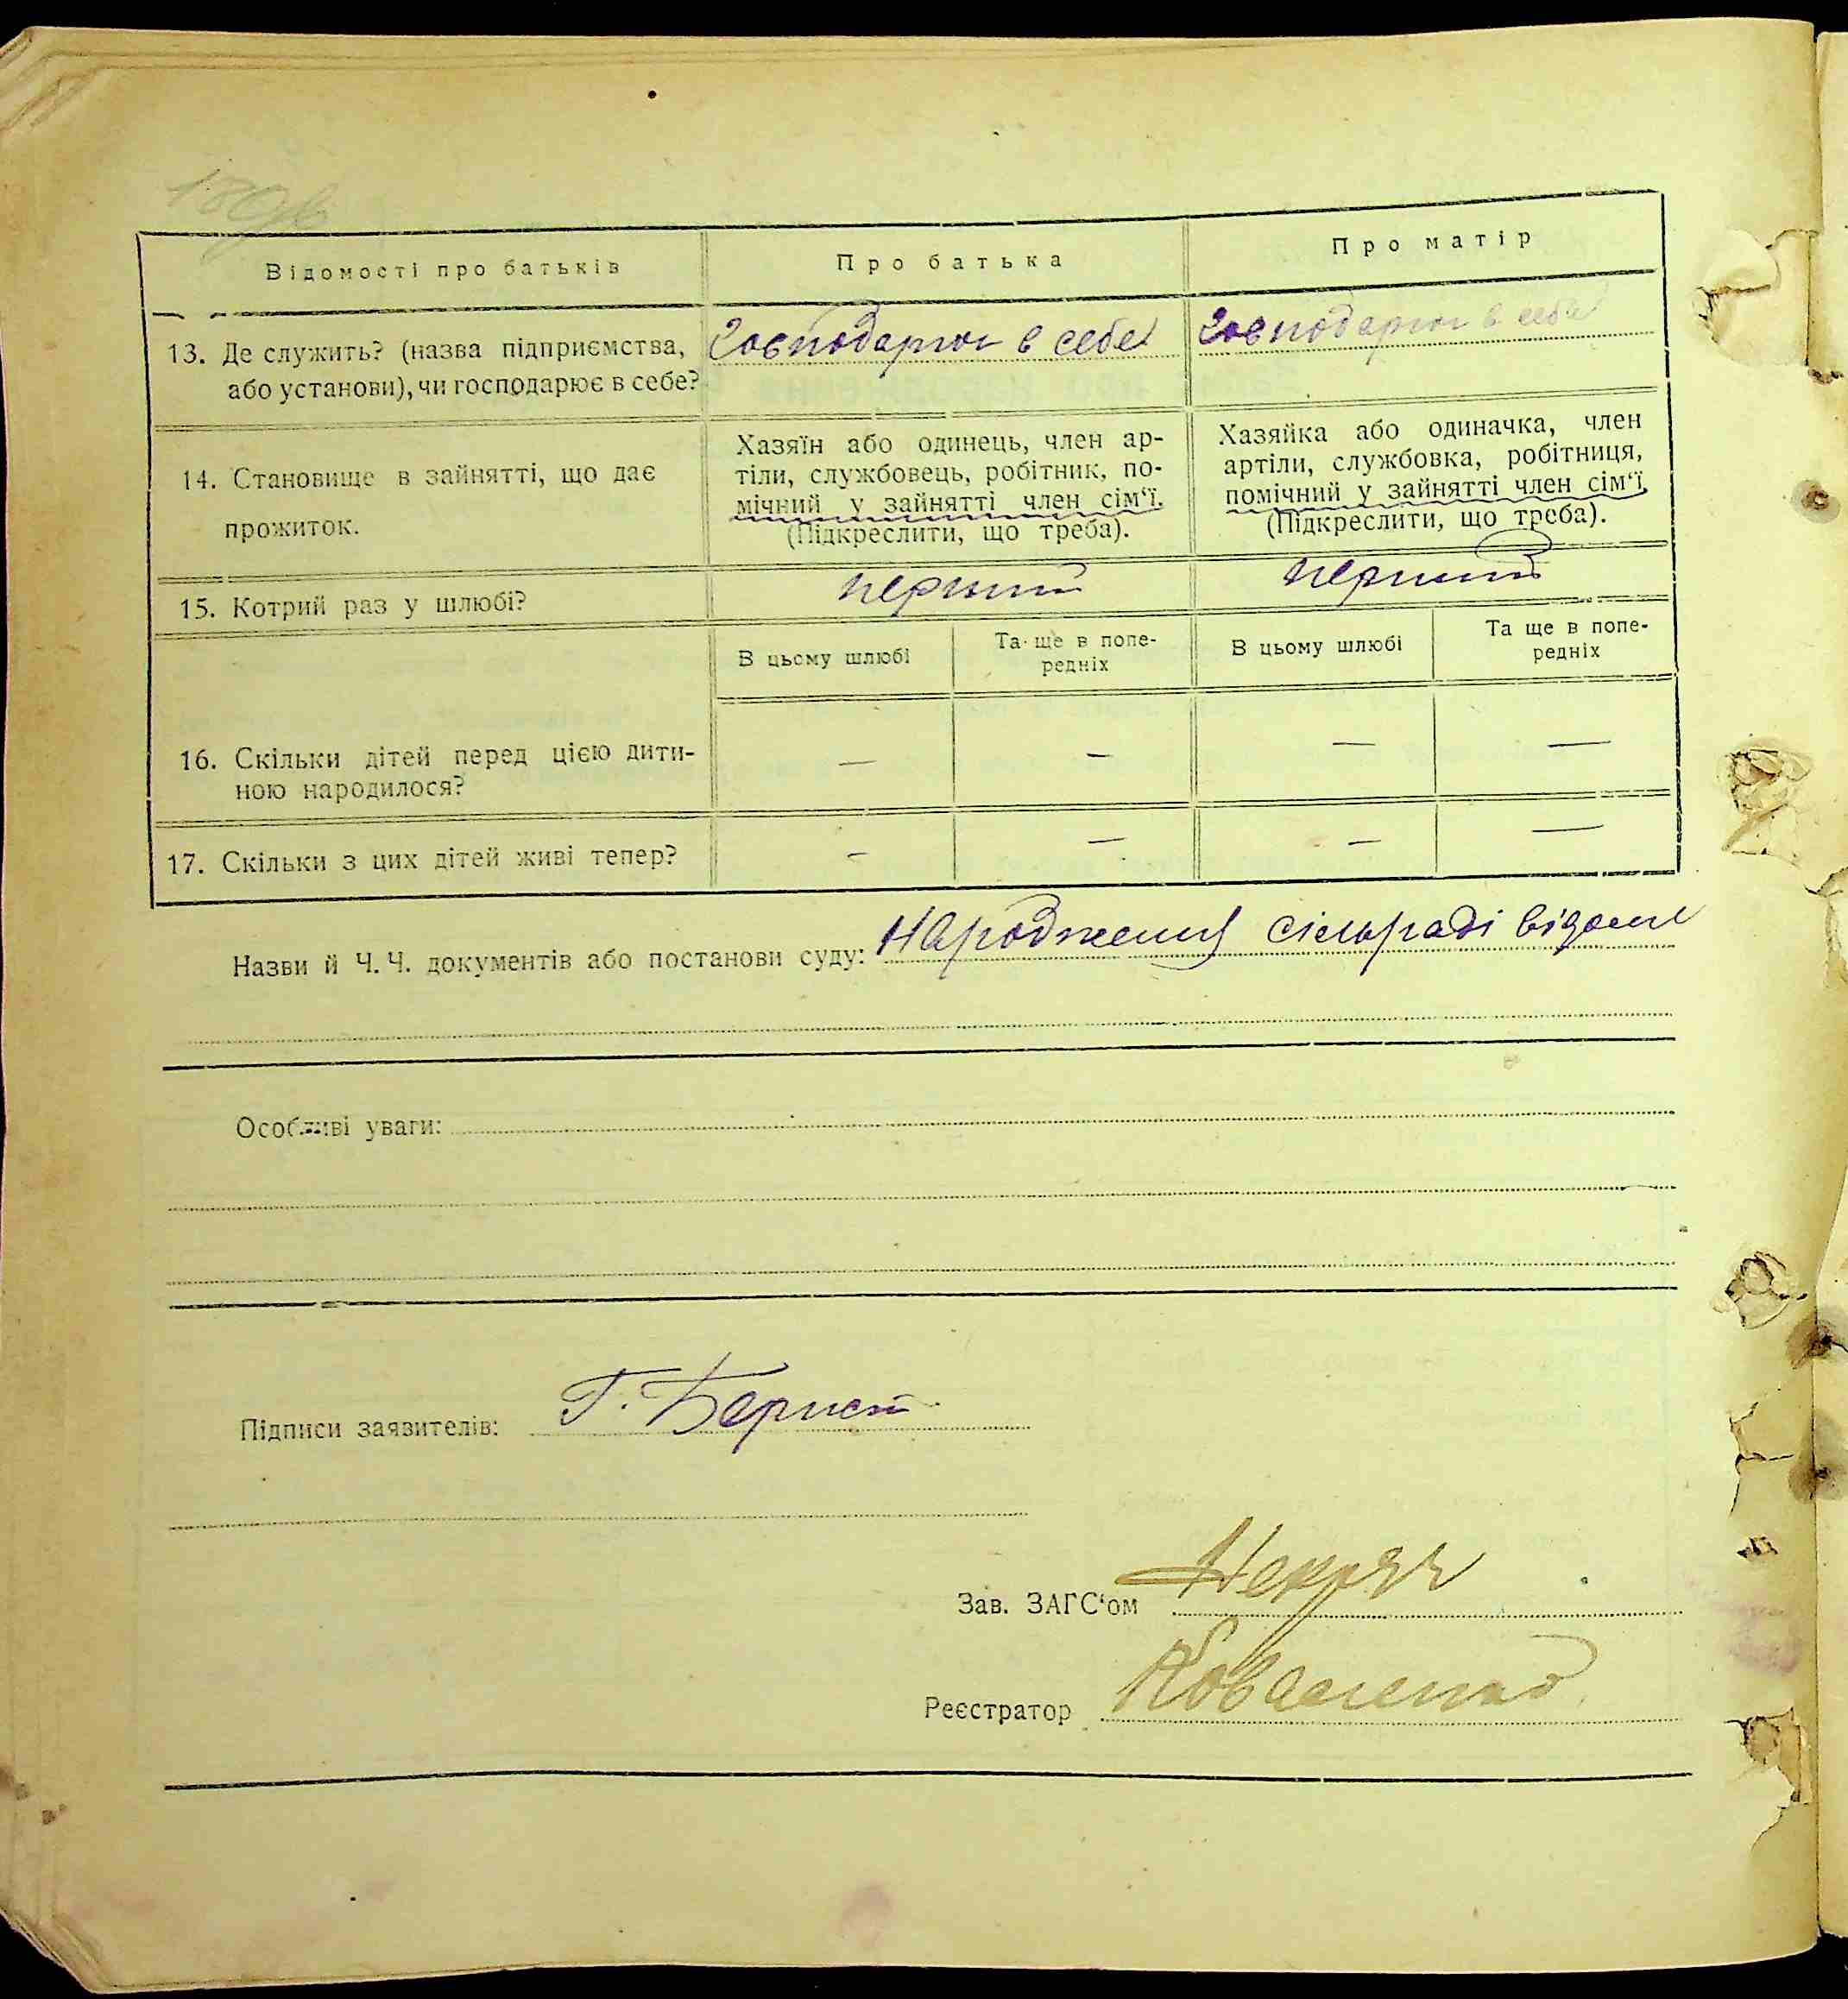 Відомості про батьків
Про батька
Про матір
13. Де служить? (назва підприємства, або установи), чи господарює в себе?
Господарює в себе
Господарює в себе
14. Становище в зайнятті, що дає прожиток.
Хазяїн або одинець, член ар-
тіли, службовець, робітник, по-
мічний у зайнятті член сім‘ї.
(Підкреслити, що треба).
Хазяйка або одиначка, член
артіли, службовка, робітниця,
помічний у зайнятті член сім‘ї
(Підкреслити, що треба).
15. Котрий раз у шлюбі?
перший
перший
В цьому шлюбі
Та ще в попе-
редніх
В цьому шлюбі
Та ще в попе-
редніх
16. Скільки дітей перед цією дити-
ною народилося?
— — — —
17. Скільки з цих дітей живі тепер?
— — — —
Назви й Ч. Ч. документів або постанови суду: Народження сільраді відоме
Особливі уваги:
Підписи заявителів: Г.
Зав. ЗАГС‘ом
Реєстратор Коваленко